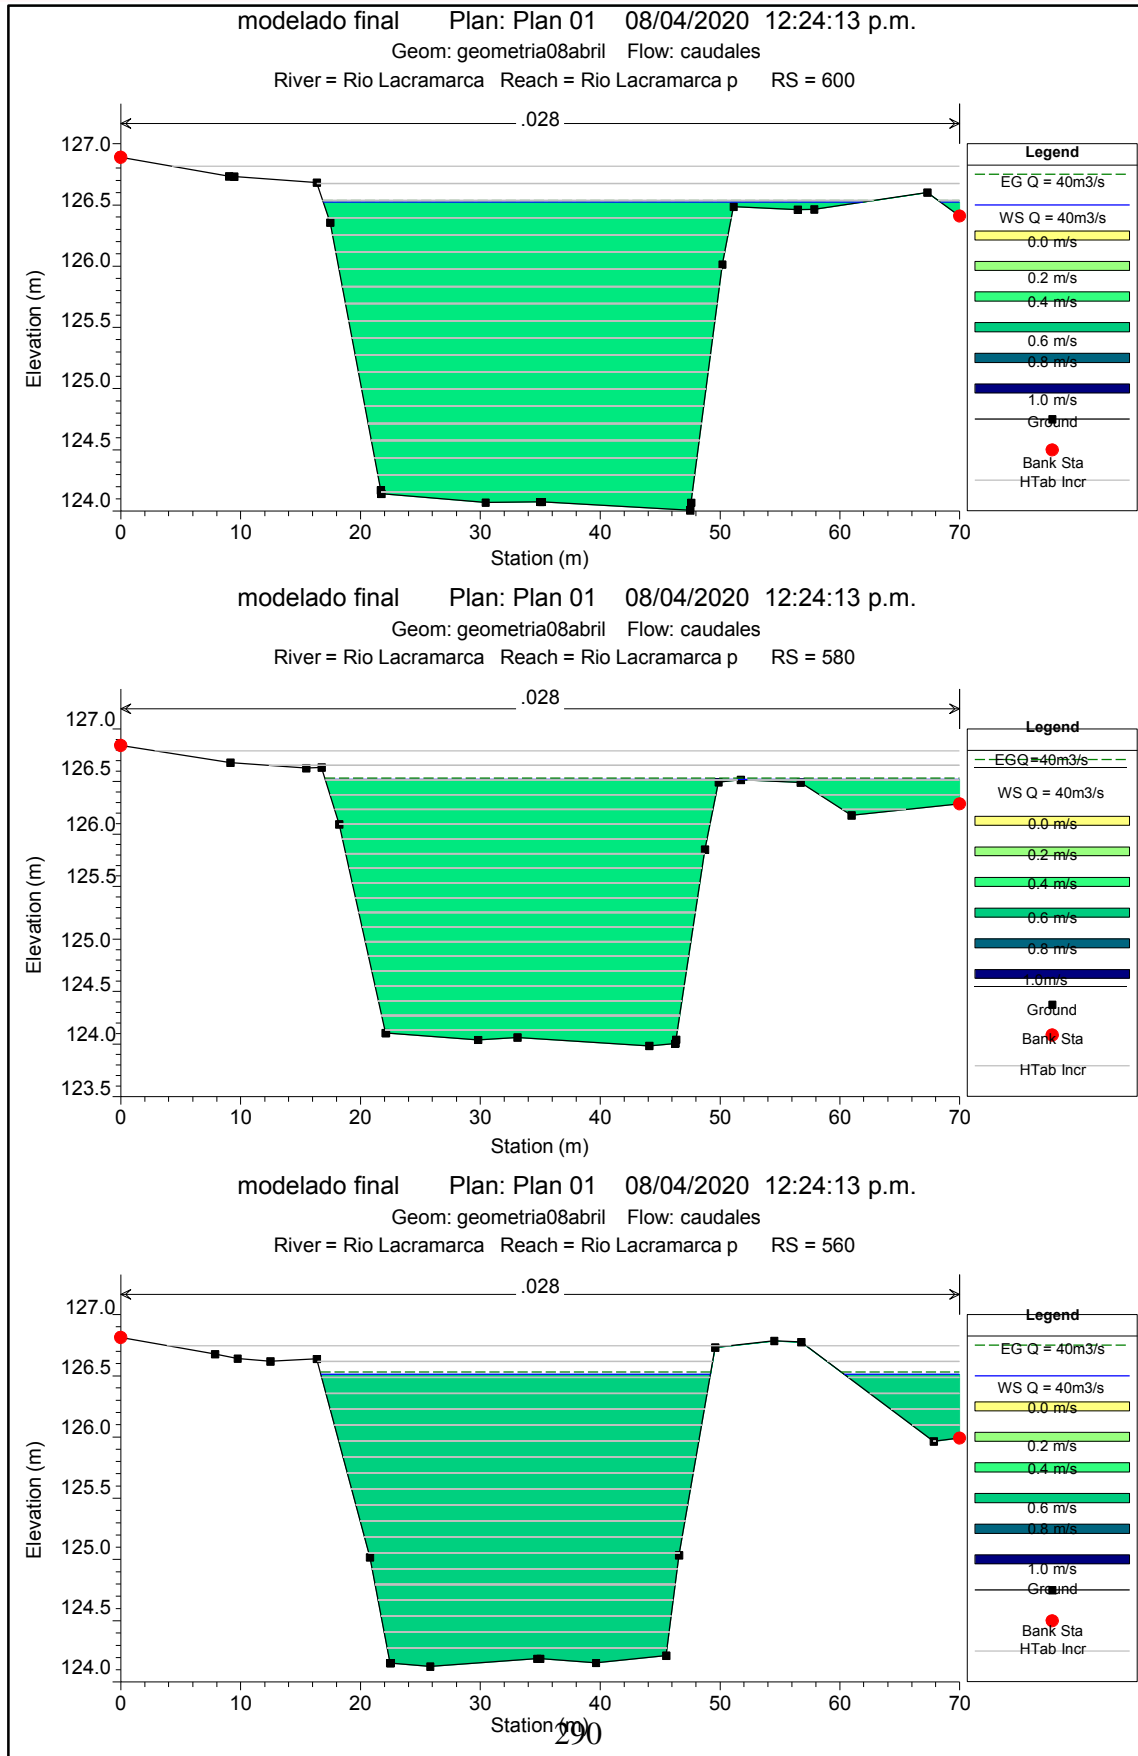 modelado final Plan: Plan 01 08/04/2020 12:24:13 p.m.
Geom: geometria08abril Flow: caudales
River = Rio Lacramarca Reach = Rio Lacramarca p RS = 600
.028
127.0
126.5
126.0
125.5
125.0
124.5
124.0
Elevation (m)
0 10 20 30 40 50 60 70
Station (m)
Legend
EG Q = 40m3/s
WS Q = 40m3/s
0.0 m/s
0.2 m/s
0.4 m/s
0.6 m/s
0.8 m/s
1.0 m/s
Ground
Bank Sta
HTab Incr
modelado final Plan: Plan 01 08/04/2020 12:24:13 p.m.
Geom: geometria08abril Flow: caudales
River = Rio Lacramarca Reach = Rio Lacramarca p RS = 580
.028
127.0
126.5
126.0
125.5
125.0
124.5
124.0
123.5
Elevation (m)
0 10 20 30 40 50 60 70
Station (m)
Legend
EGQ=40m3/s
WS Q = 40m3/s
0.0 m/s
0.2 m/s
0.4 m/s
0.6 m/s
0.8 m/s
1.0m/s
Ground
Bank Sta
HTab Incr
modelado final Plan: Plan 01 08/04/2020 12:24:13 p.m.
Geom: geometria08abril Flow: caudales
River = Rio Lacramarca Reach = Rio Lacramarca p RS = 560
.028
127.0
126.5
126.0
125.5
125.0
124.5
124.0
Elevation (m)
0 10 20 30 40 50 60 70
Station (m)
Legend
EG Q = 40m3/s
WS Q = 40m3/s
0.0 m/s
0.2 m/s
0.4 m/s
0.6 m/s
0.8 m/s
1.0 m/s
Ground
Bank Sta
HTab Incr
290